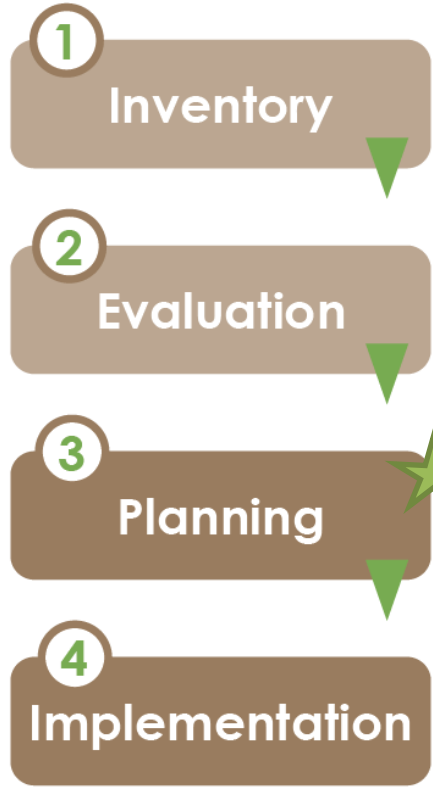 1
Inventory
2
Evaluation
3
Planning
4
Implementation